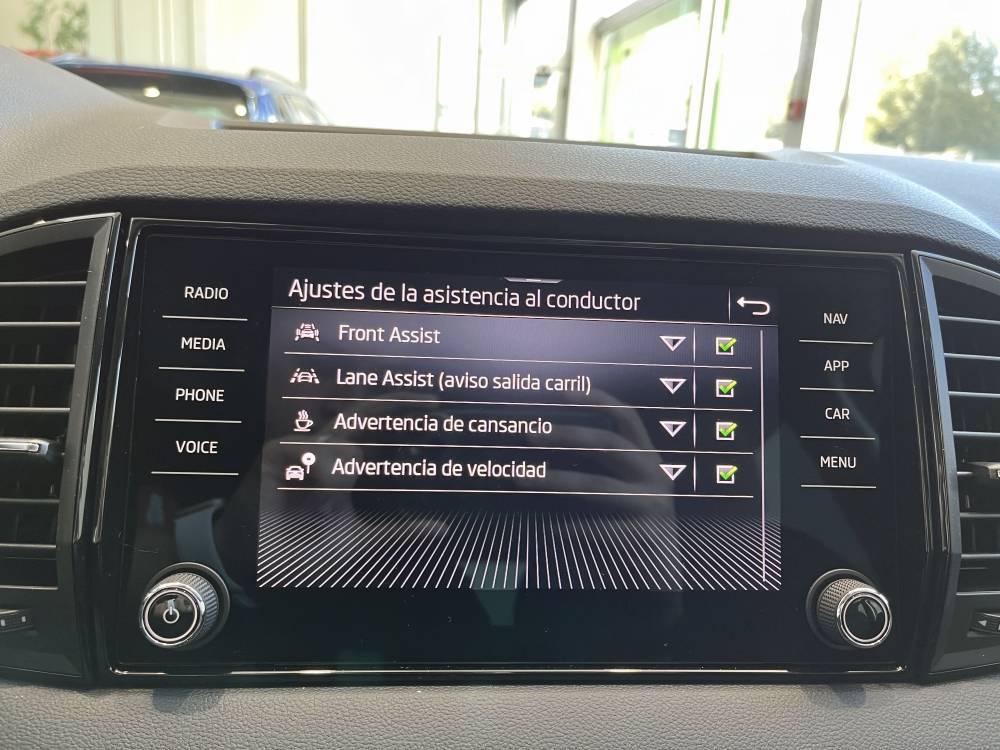 Ajustes de la asistencia al conductor
Front Assist
Lane Assist (aviso salida carril)
Advertencia de cansancio
Advertencia de velocidad
RADIO
MEDIA
PHONE
VOICE
NAV
APP
CAR
MENU